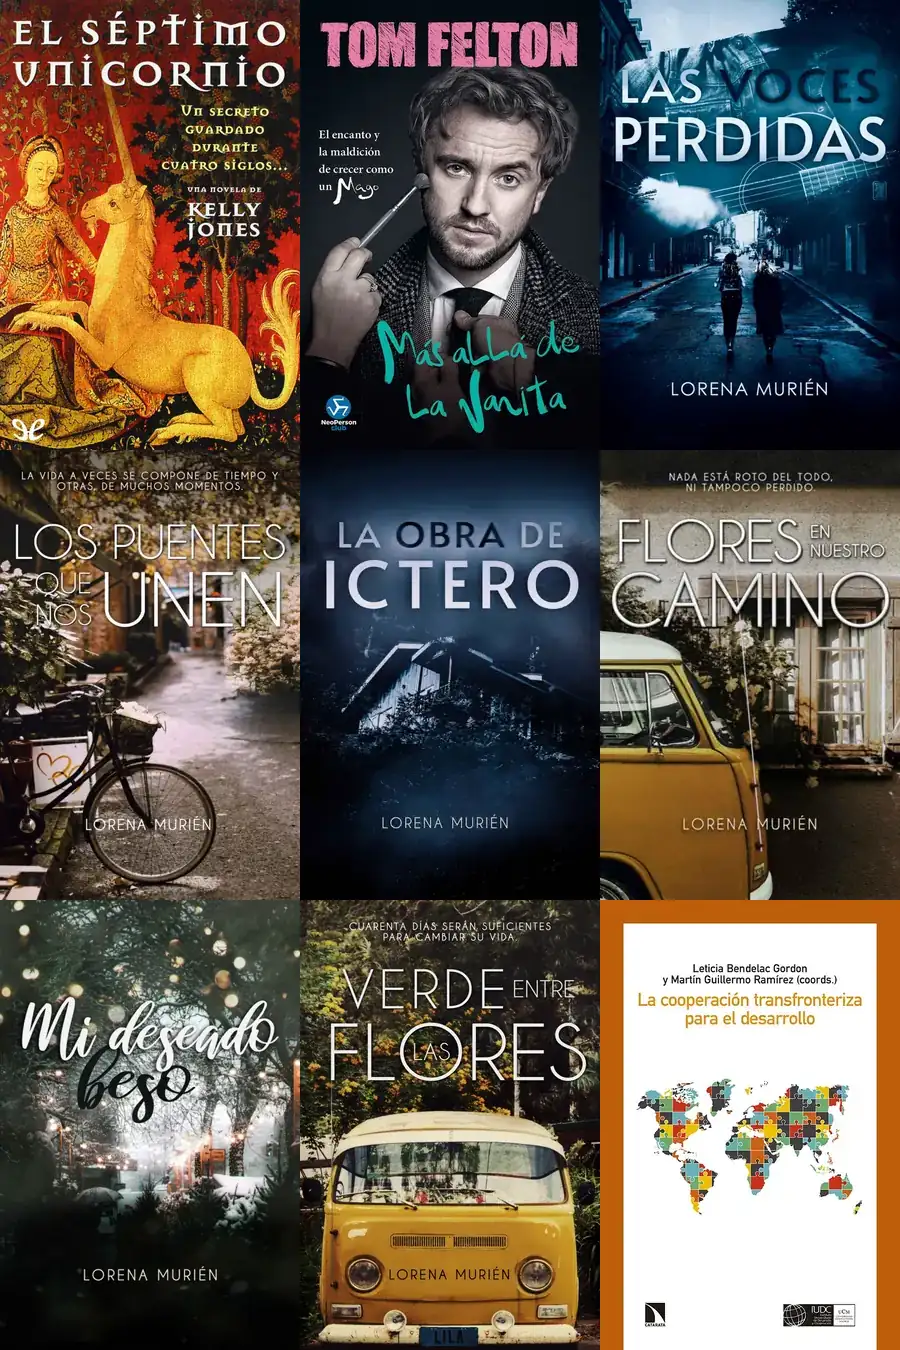 EL SÉPTIMO
UNICORNIO
UN SECRETO
GUARDADO
DURANTE
CUATRO SIGLOS...
UNA NOVELA DE
KELLY
JONES
TOM FELTON
El encanto y
la maldición
de crecer como
un Mago
Más allá de
la Varita
NeoPerson
club
LAS VOCES
PERDIDAS
LORENA MURIÉN
LA VIDA A VECES SE COMPONE DE TIEMPO Y
OTRAS, DE MUCHOS MOMENTOS.
LOS PUENTES
QUE
NOS UNEN
LORENA MURIÉN
LA OBRA DE
ICTERO
LORENA MURIÉN
NADA ESTÁ ROTO DEL TODO,
NI TAMPOCO PERDIDO.
FLORES EN
NUESTRO
CAMINO
LORENA MURIÉN
Mi deseado
beso
LORENA MURIÉN
CUARENTA DÍAS SERÁN SUFICIENTES
PARA CAMBIAR SU VIDA.
VERDE ENTRE
LAS
FLORES
LORENA MURIÉN
LILA
Leticia Bendelac Gordon
y Martín Guillermo Ramírez (coords.)
La cooperación transfronteriza
para el desarrollo
CATARATA
IUDC
UCM